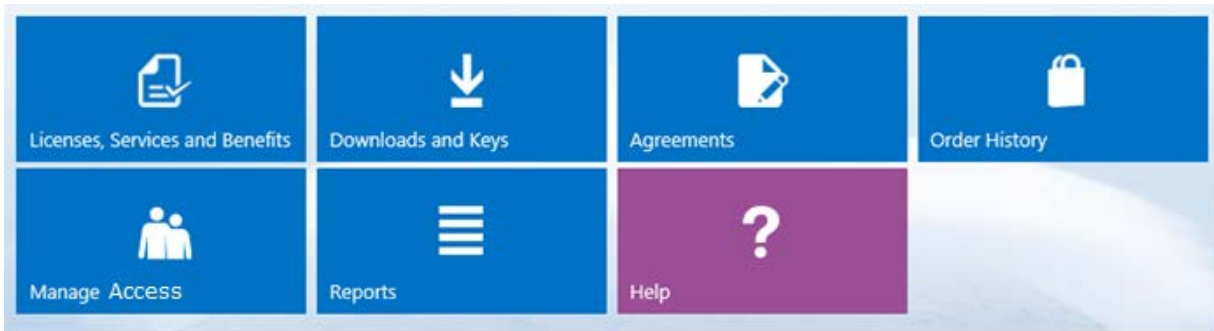 Licenses, Services and Benefits
Downloads and Keys
Agreements
Order History
Manage Access
Reports
?
Help